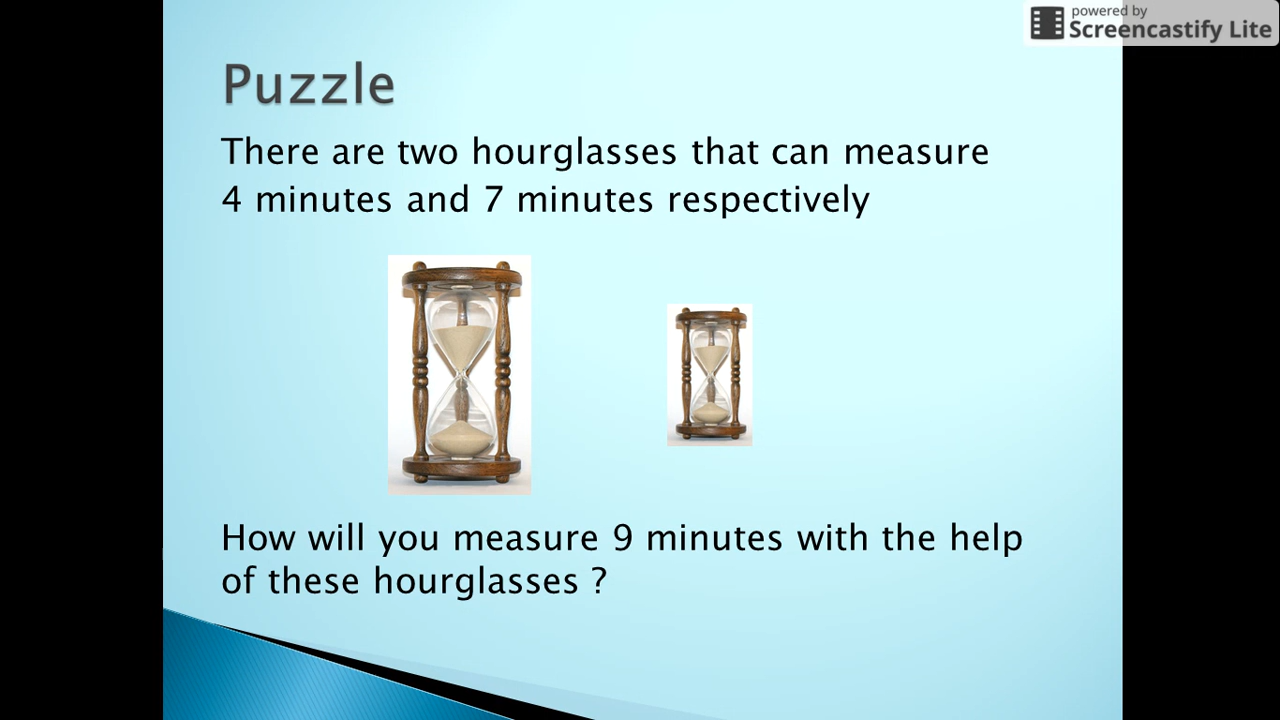 powered by
Screencastify Lite
Puzzle
There are two hourglasses that can measure
4 minutes and 7 minutes respectively
How will you measure 9 minutes with the help
of these hourglasses ?